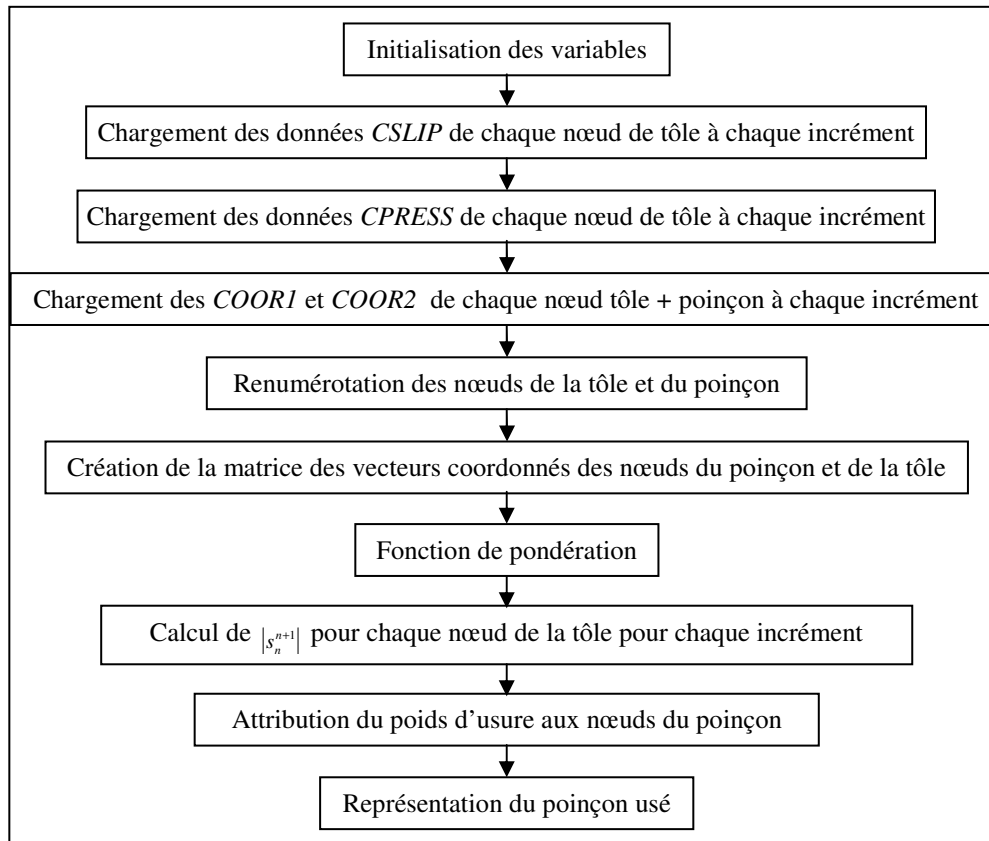 Initialisation des variables
Chargement des données CSLIP de chaque nœud de tôle à chaque incrément
Chargement des données CPRESS de chaque nœud de tôle à chaque incrément
Chargement des COOR1 et COOR2 de chaque nœud tôle + poinçon à chaque incrément
Renumérotation des nœuds de la tôle et du poinçon
Création de la matrice des vecteurs coordonnés des nœuds du poinçon et de la tôle
Fonction de pondération
Calcul de |s_n^{n+1}| pour chaque nœud de la tôle pour chaque incrément
Attribution du poids d'usure aux nœuds du poinçon
Représentation du poinçon usé